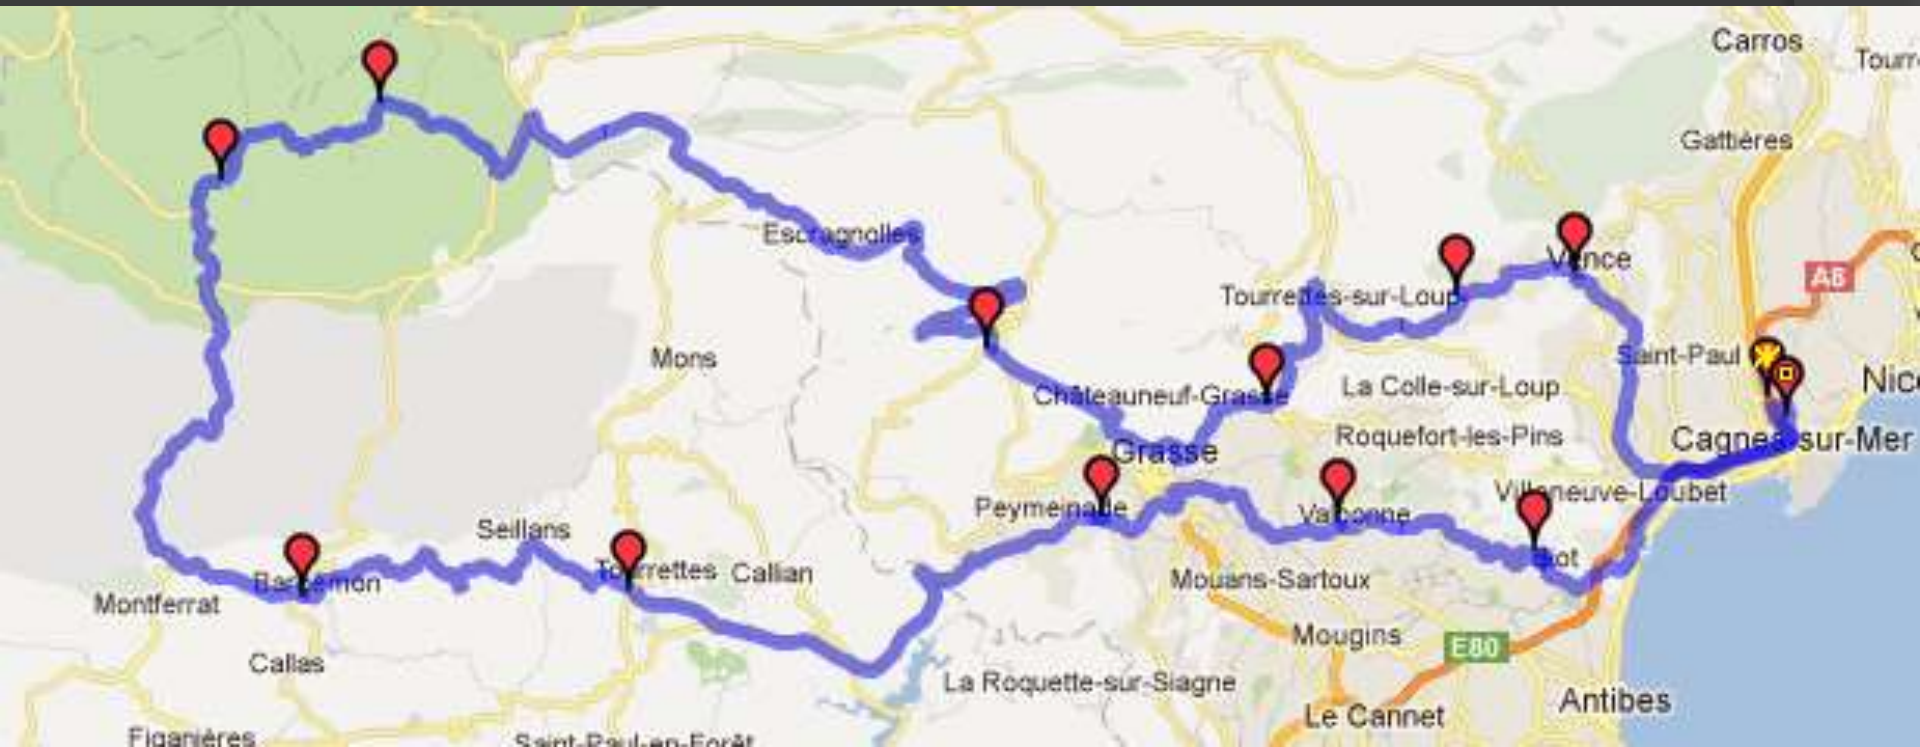 Carros
Tourr
Gattières
Escragnolles
Vence
A8
Tourrettes-sur-Loup
Saint-Paul
Mons
Nice
La Colle-sur-Loup
Châteauneuf-Grasse
Roquefort-les-Pins
Cagnes-sur-Mer
Grasse
Villeneuve-Loubet
Peymeinade
Valbonne
Seillans
Biot
Tourrettes
Callian
Bargemon
Mouans-Sartoux
Montferrat
Mougins
E80
Callas
La Roquette-sur-Siagne
Antibes
Le Cannet
Figanières
Saint-Paul-en-Forêt